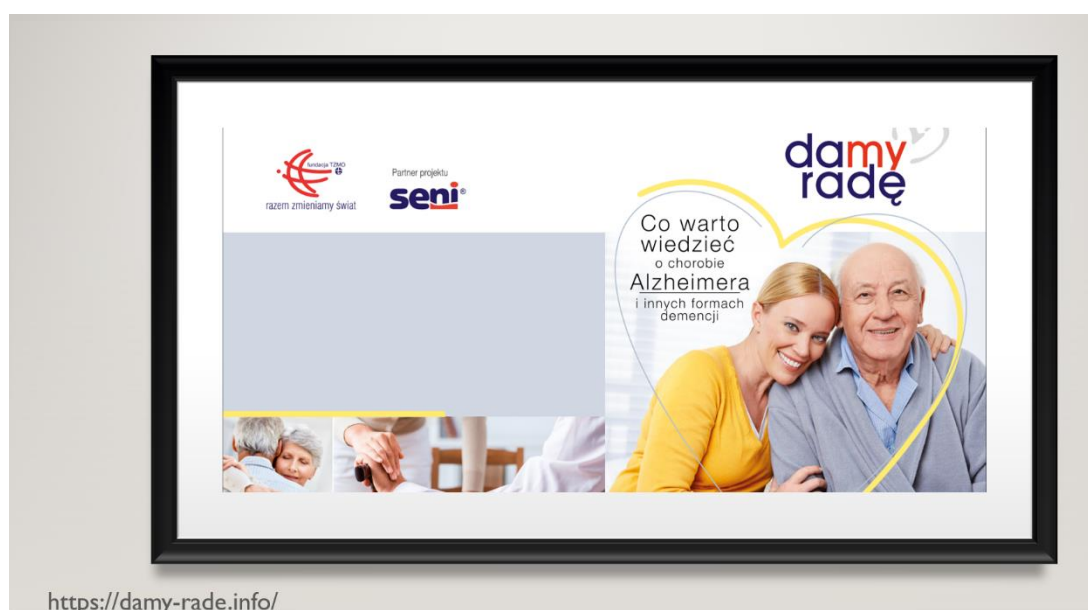 fundacja TZMO
razem zmieniamy świat
Partner projektu
seni®
damy
radę
Co warto
wiedzieć
o chorobie
Alzheimera
i innych formach
demencji
https://damy-rade.info/